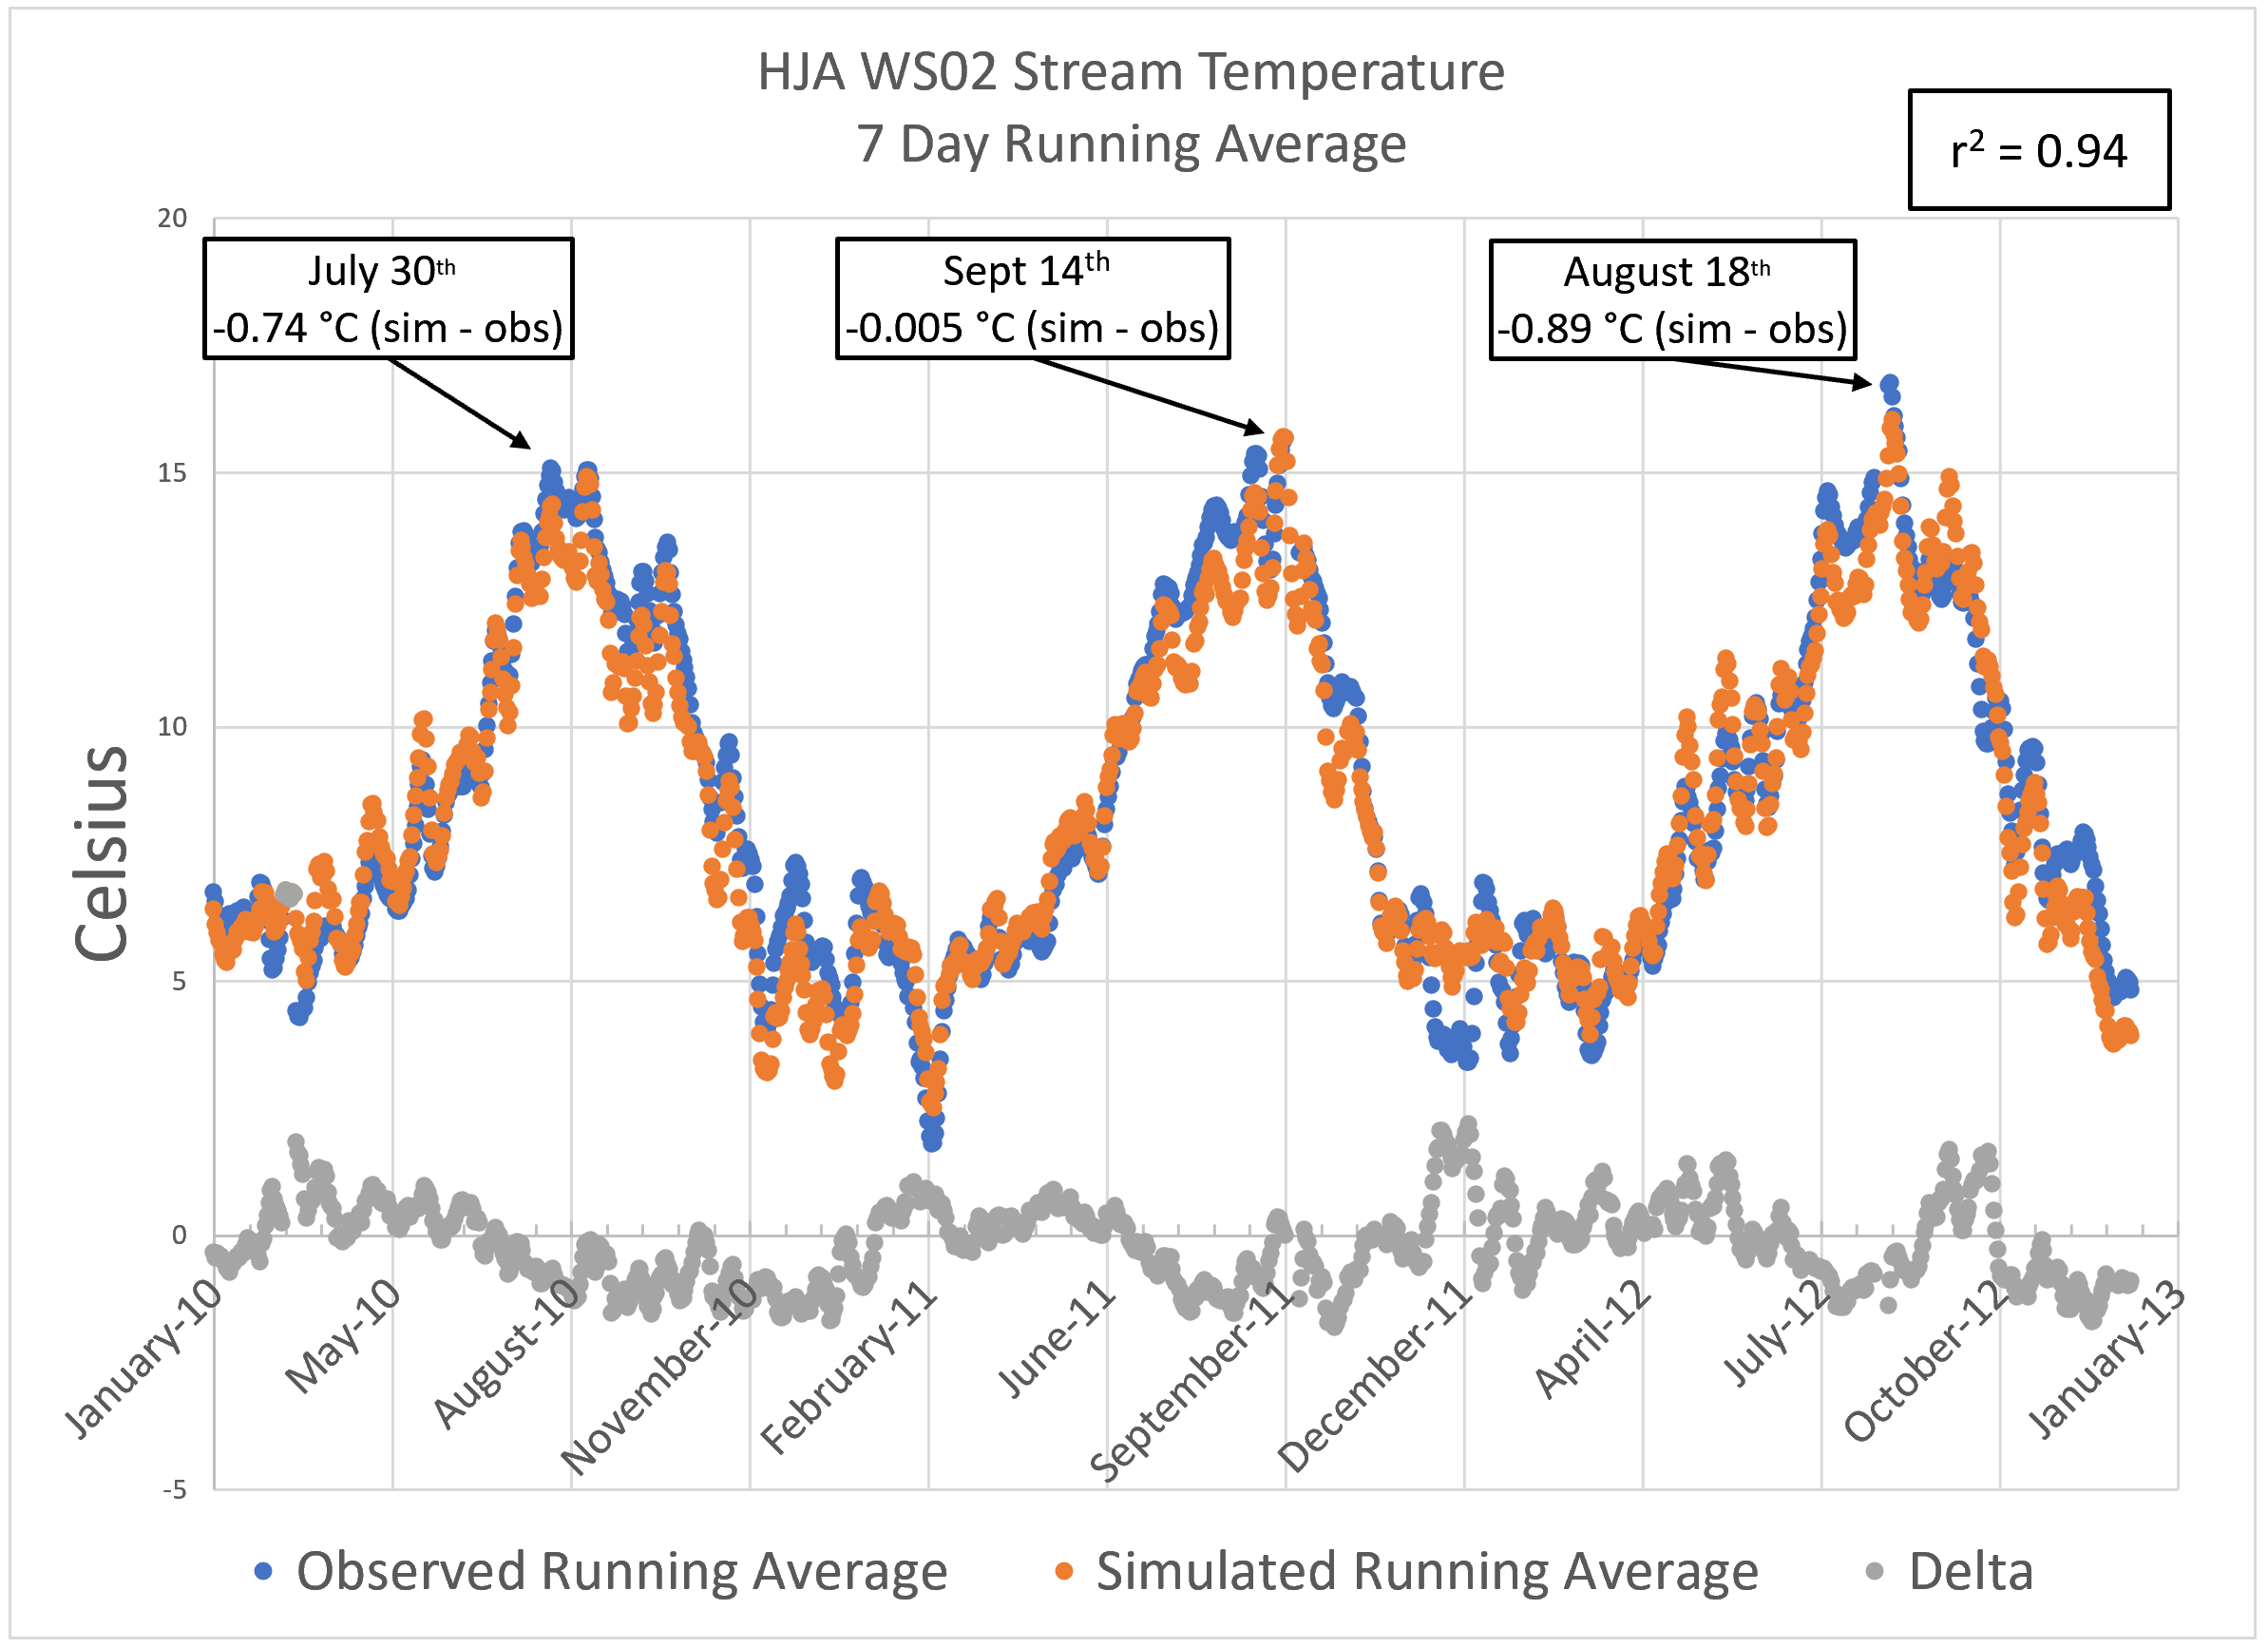 HJA WS02 Stream Temperature
7 Day Running Average
r² = 0.94
20
15
10
5
0
-5
Celsius
July 30th
-0.74 °C (sim - obs)
Sept 14th
-0.005 °C (sim - obs)
August 18th
-0.89 °C (sim - obs)
January-10
May-10
August-10
November-10
February-11
June-11
September-11
December-11
April-12
July-12
October-12
January-13
Observed Running Average
Simulated Running Average
Delta